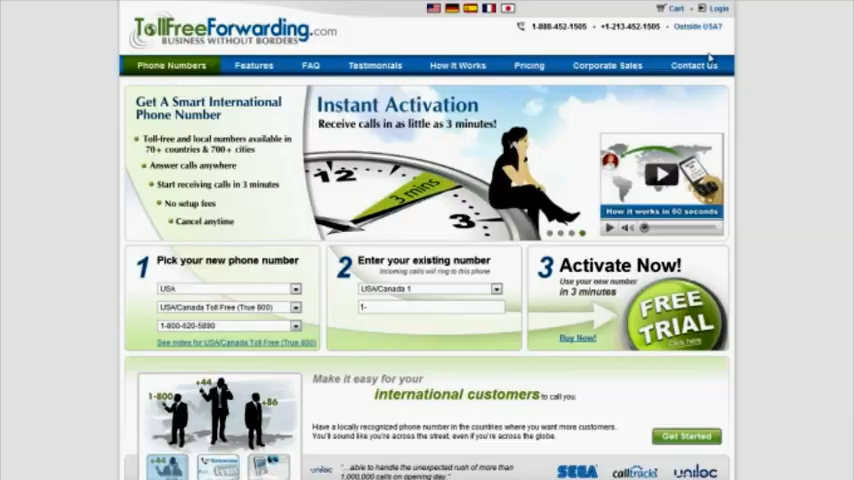 Cart Login
TollFreeForwarding.com
BUSINESS WITHOUT BORDERS
1-888-452-1505 • +1-213-452-1505 • Outside USA?
Phone Numbers Features FAQ Testimonials How It Works Pricing Corporate Sales Contact Us
Get A Smart International
Phone Number
Toll-free and local numbers available in
70+ countries & 700+ cities
Answer calls anywhere
Start receiving calls in 3 minutes
No setup fees
Cancel anytime
Instant Activation
Receive calls in as little as 3 minutes!
12
3 mins
3
How it works in 60 seconds
1 Pick your new phone number
USA
USA/Canada Toll Free (True 800)
1-800-620-5890
See notes for USA/Canada Toll Free (True 800)
2 Enter your existing number
Incoming calls will ring to this phone
USA/Canada 1
1-
3 Activate Now!
Use your new number
in 3 minutes
Buy Now!
FREE
TRIAL
Click here
1-800 +44 +86
+44
Make it easy for your
international customers to call you.
Have a locally recognized phone number in the countries where you want more customers.
You'll sound like you're across the street, even if you're across the globe.
Get Started
uniloc "...able to handle the unexpected rush of more than
1,000,000 calls on opening day."
SEGA calltracks uniloc